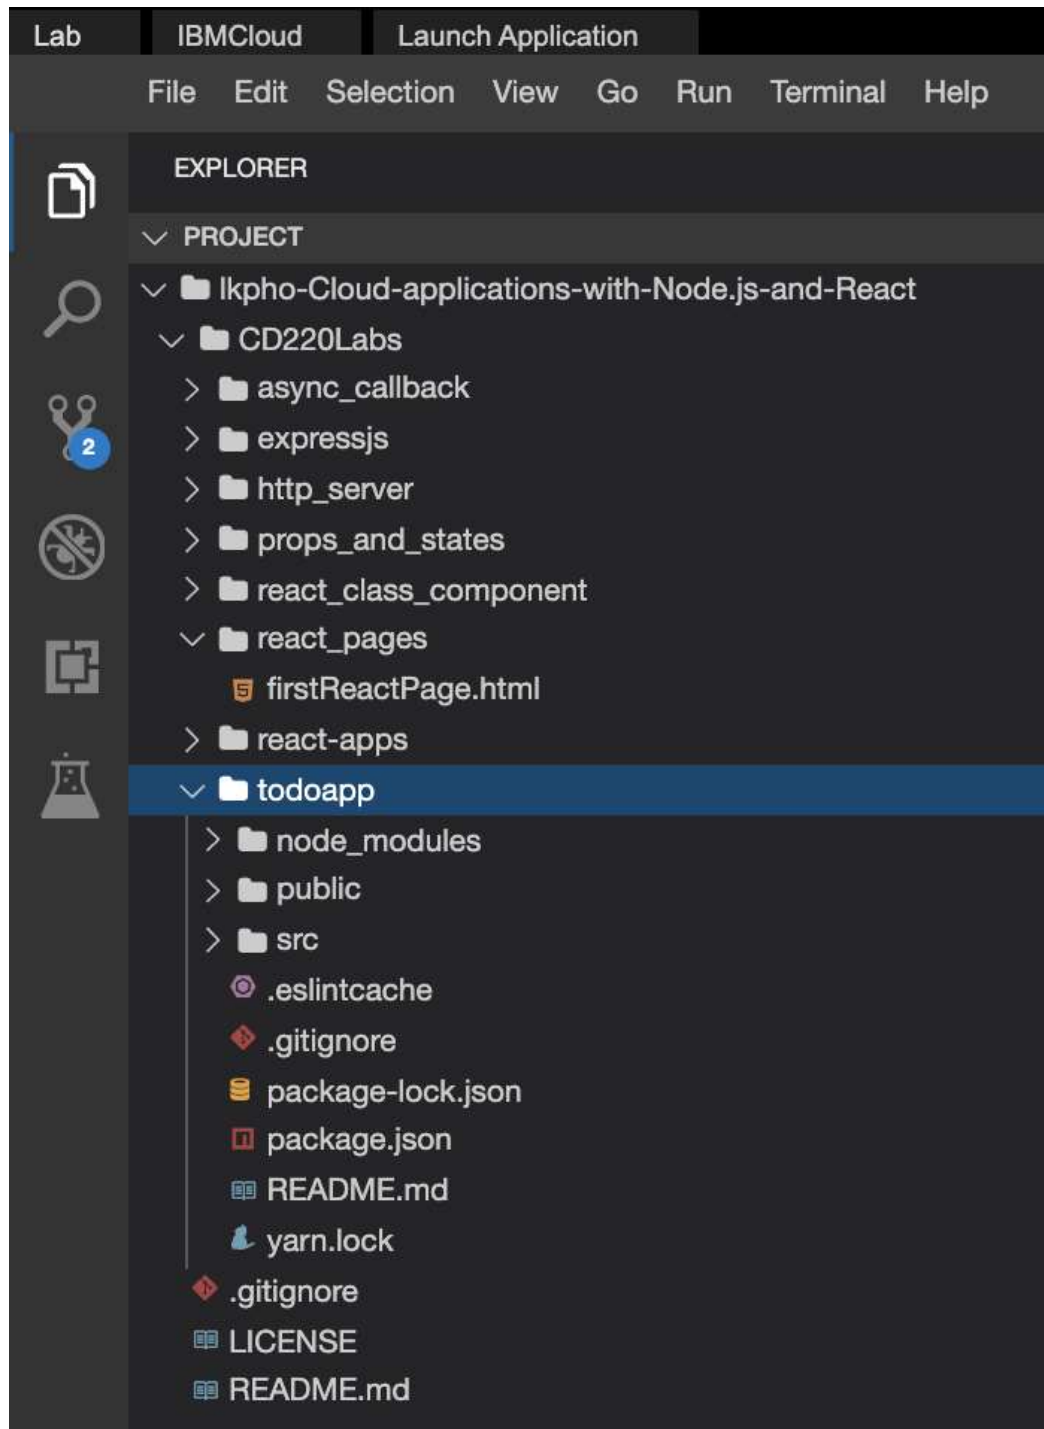 Lab IBMCloud Launch Application
File Edit Selection View Go Run Terminal Help
EXPLORER
PROJECT
lkpho-Cloud-applications-with-Node.js-and-React
CD220Labs
async_callback
expressjs
http_server
2
props_and_states
react_class_component
react_pages
firstReactPage.html
react-apps
todoapp
node_modules
public
src
.eslintcache
.gitignore
package-lock.json
package.json
README.md
yarn.lock
.gitignore
LICENSE
README.md